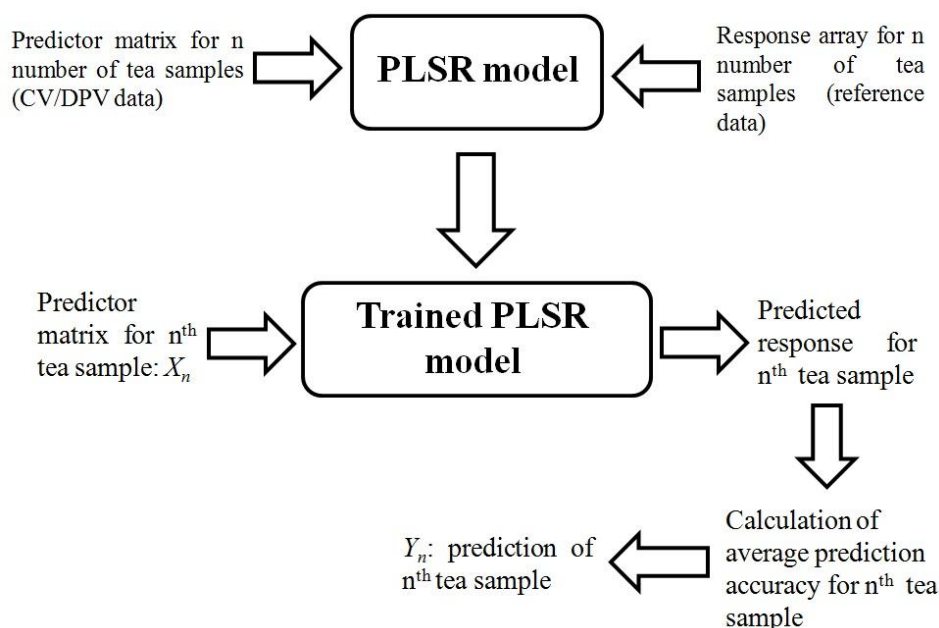 Predictor matrix for n
number of tea samples
(CV/DPV data)
PLSR model
Response array for n
number of tea
samples (reference
data)
Predictor
matrix for nᵗʰ
tea sample: Xₙ
Trained PLSR
model
Predicted
response for
nᵗʰ tea sample
Calculation of
average prediction
accuracy for nᵗʰ tea
sample
Yₙ: prediction of
nᵗʰ tea sample